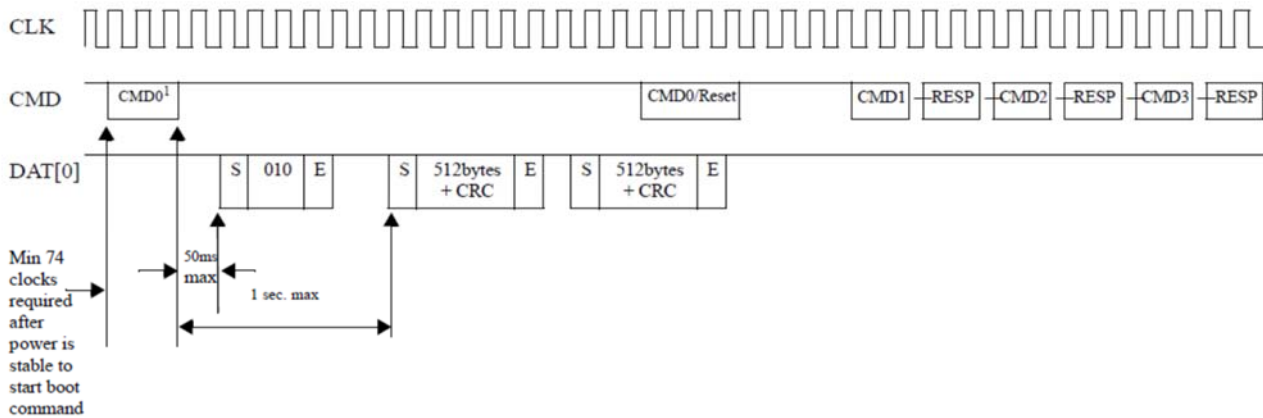 CLK
CMD
CMD0¹
CMD0/Reset
CMD1
RESP
CMD2
RESP
CMD3
RESP
DAT[0]
S
010
E
S
512bytes
+ CRC
E
S
512bytes
+ CRC
E
Min 74
clocks
required
after
power is
stable to
start boot
command
50ms
max
1 sec. max